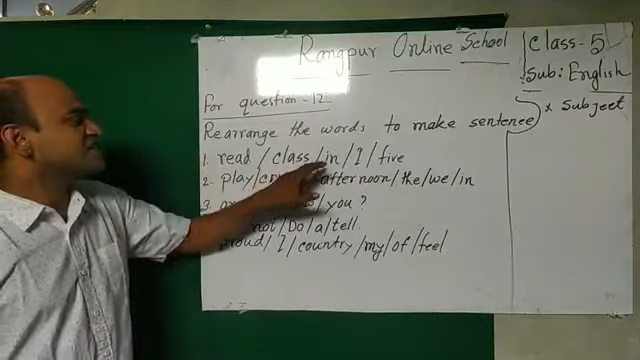 Rangpur Online School
Class-5
Sub: English
For question-12
* Subject
Rearrange the words to make sentence
1. read / class / in / I / five
2. play / afternoon / the / we / in
3. / you ?
not / Do / a / tell.
proud / I / country / my / of / feel